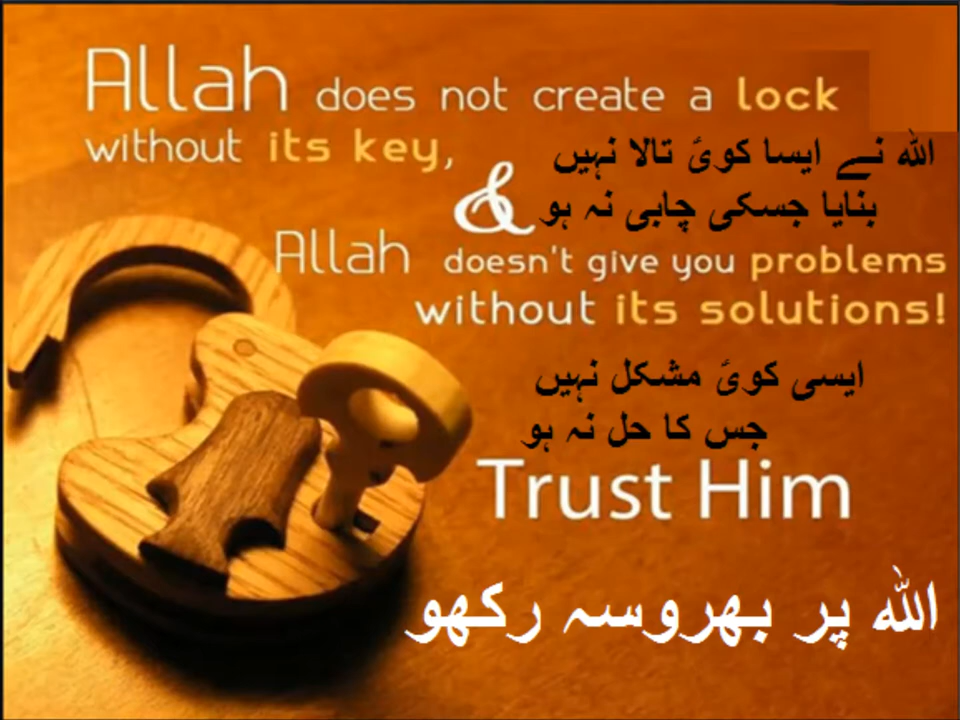 Allah does not create a lock
without its key,
الله نے ایسا کوئ تالا نہیں
بنایا جسکی چابی نہ ہو
&
Allah doesn't give you problems
without its solutions!
ایسی کوئ مشکل نہیں
جس کا حل نہ ہو
Trust Him
الله پر بھروسہ رکھو